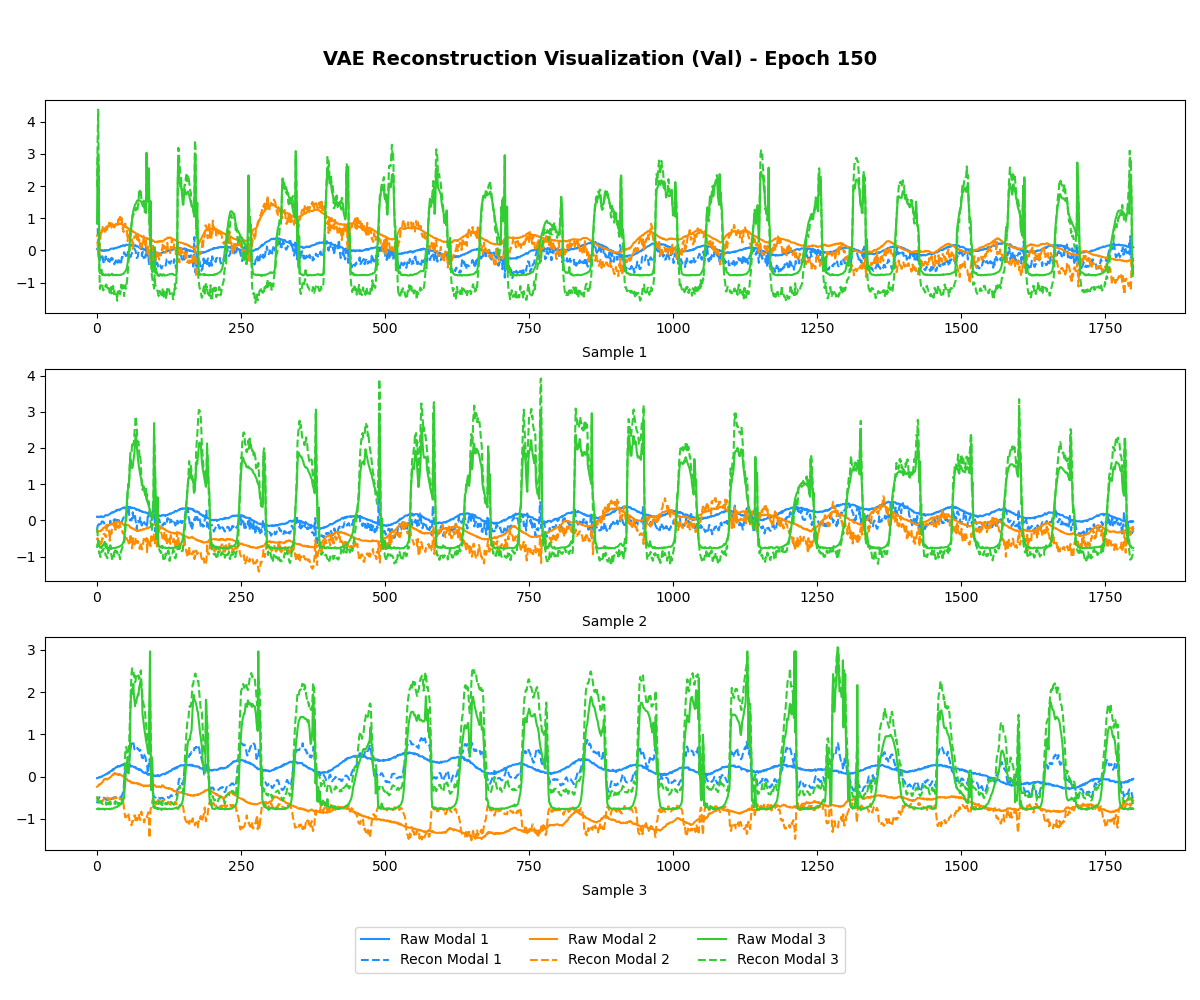 VAE Reconstruction Visualization (Val) - Epoch 150
4
3
2
1
0
−1
0 250 500 750 1000 1250 1500 1750
Sample 1
4
3
2
1
0
−1
0 250 500 750 1000 1250 1500 1750
Sample 2
3
2
1
0
−1
0 250 500 750 1000 1250 1500 1750
Sample 3
Raw Modal 1 Raw Modal 2 Raw Modal 3
Recon Modal 1 Recon Modal 2 Recon Modal 3